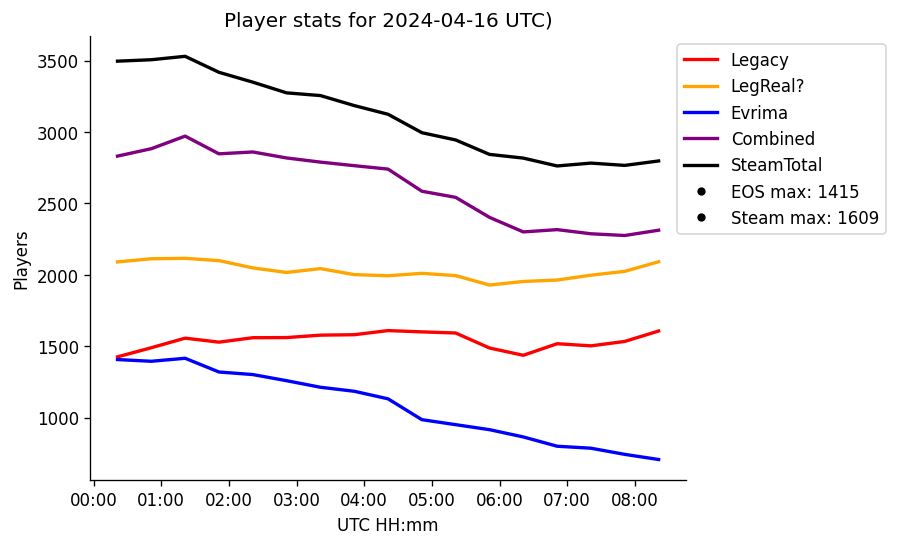 Player stats for 2024-04-16 UTC)
Legacy
LegReal?
Evrima
Combined
SteamTotal
EOS max: 1415
Steam max: 1609
Players
3500
3000
2500
2000
1500
1000
00:00 01:00 02:00 03:00 04:00 05:00 06:00 07:00 08:00
UTC HH:mm